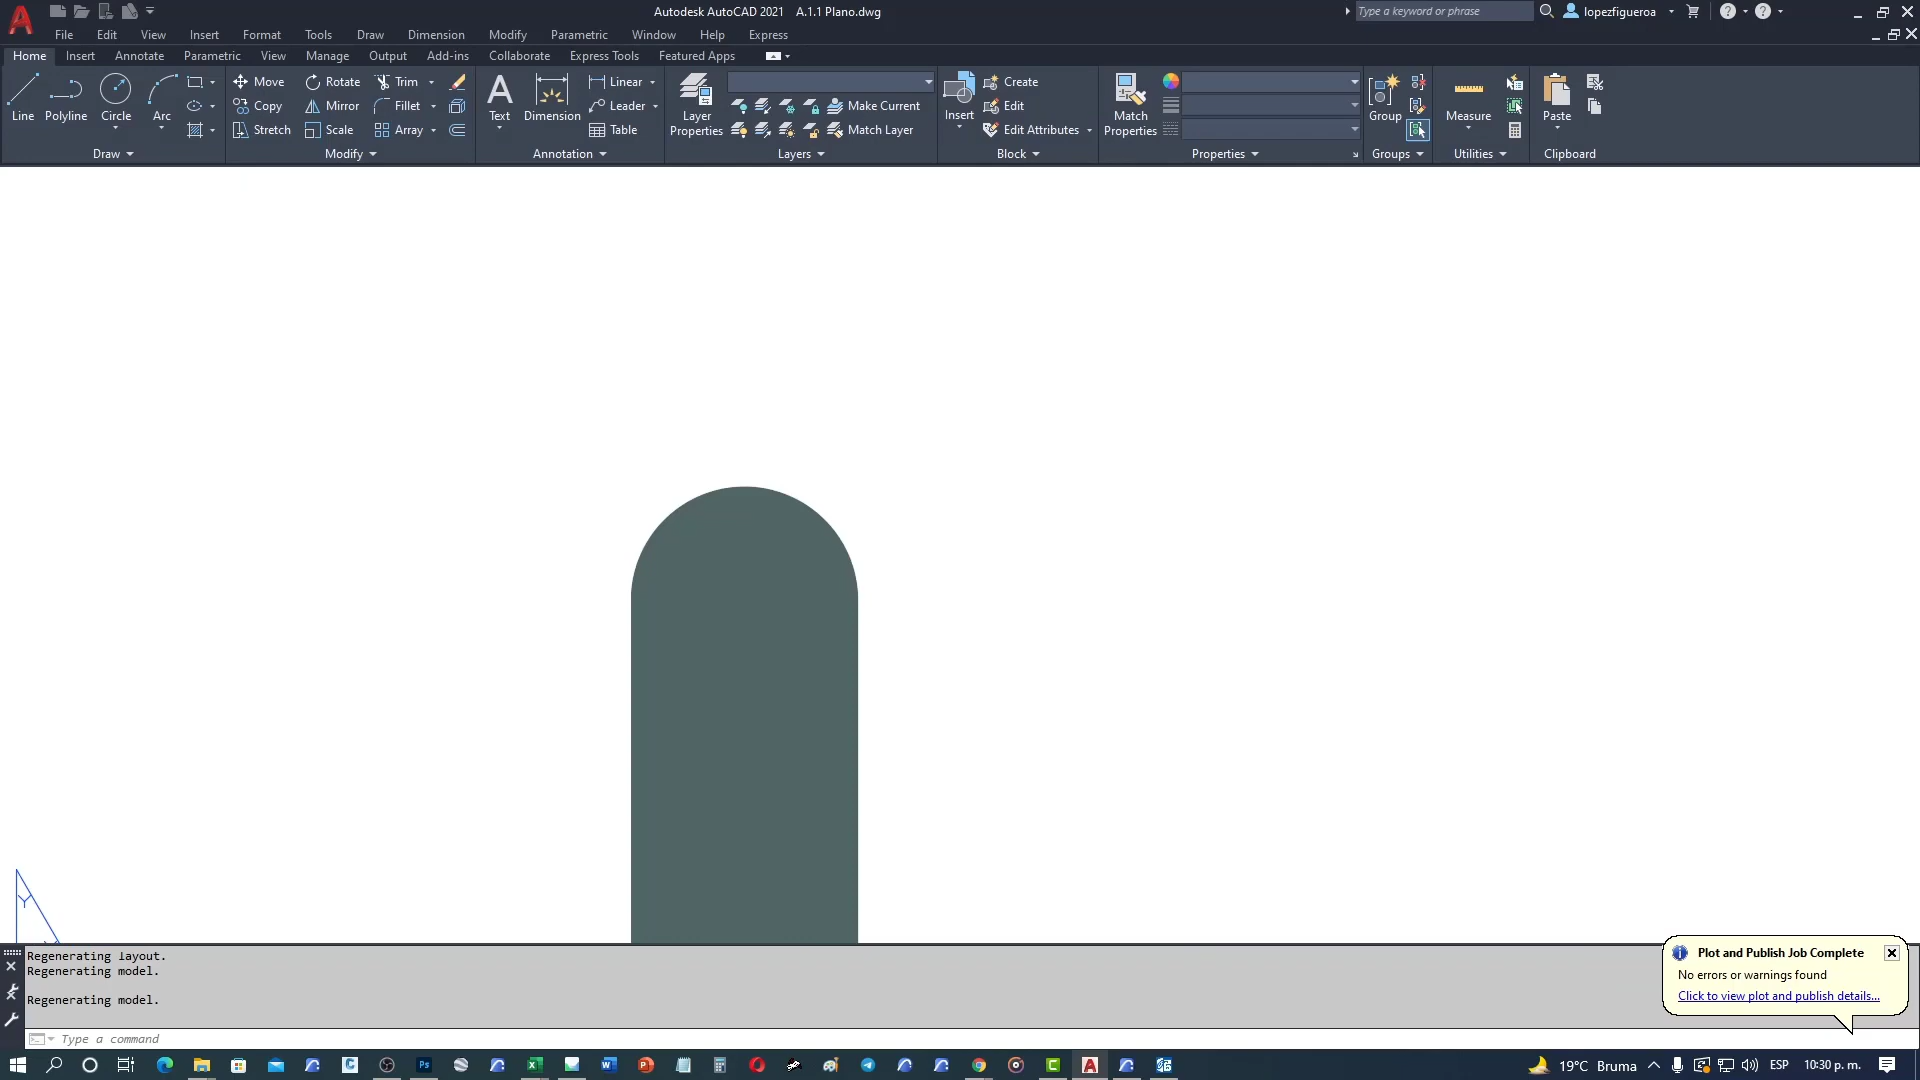 Autodesk AutoCAD 2021 A.1.1 Plano.dwg
Type a keyword or phrase
lopezfigueroa
File Edit View Insert Format Tools Draw Dimension Modify Parametric Window Help Express
Home Insert Annotate Parametric View Manage Output Add-ins Collaborate Express Tools Featured Apps
Line Polyline Circle Arc
Move Rotate Trim
Copy Mirror Fillet
Stretch Scale Array
Text Dimension
Linear
Leader
Table
Layer
Properties
Make Current
Match Layer
Insert
Create
Edit
Edit Attributes
Match
Properties
Group
Measure
Paste
Draw Modify Annotation Layers Block Properties Groups Utilities Clipboard
Y
Regenerating layout.
Regenerating model.
Regenerating model.
Type a command
Plot and Publish Job Complete
No errors or warnings found
Click to view plot and publish details...
19°C Bruma ESP 10:30 p. m.